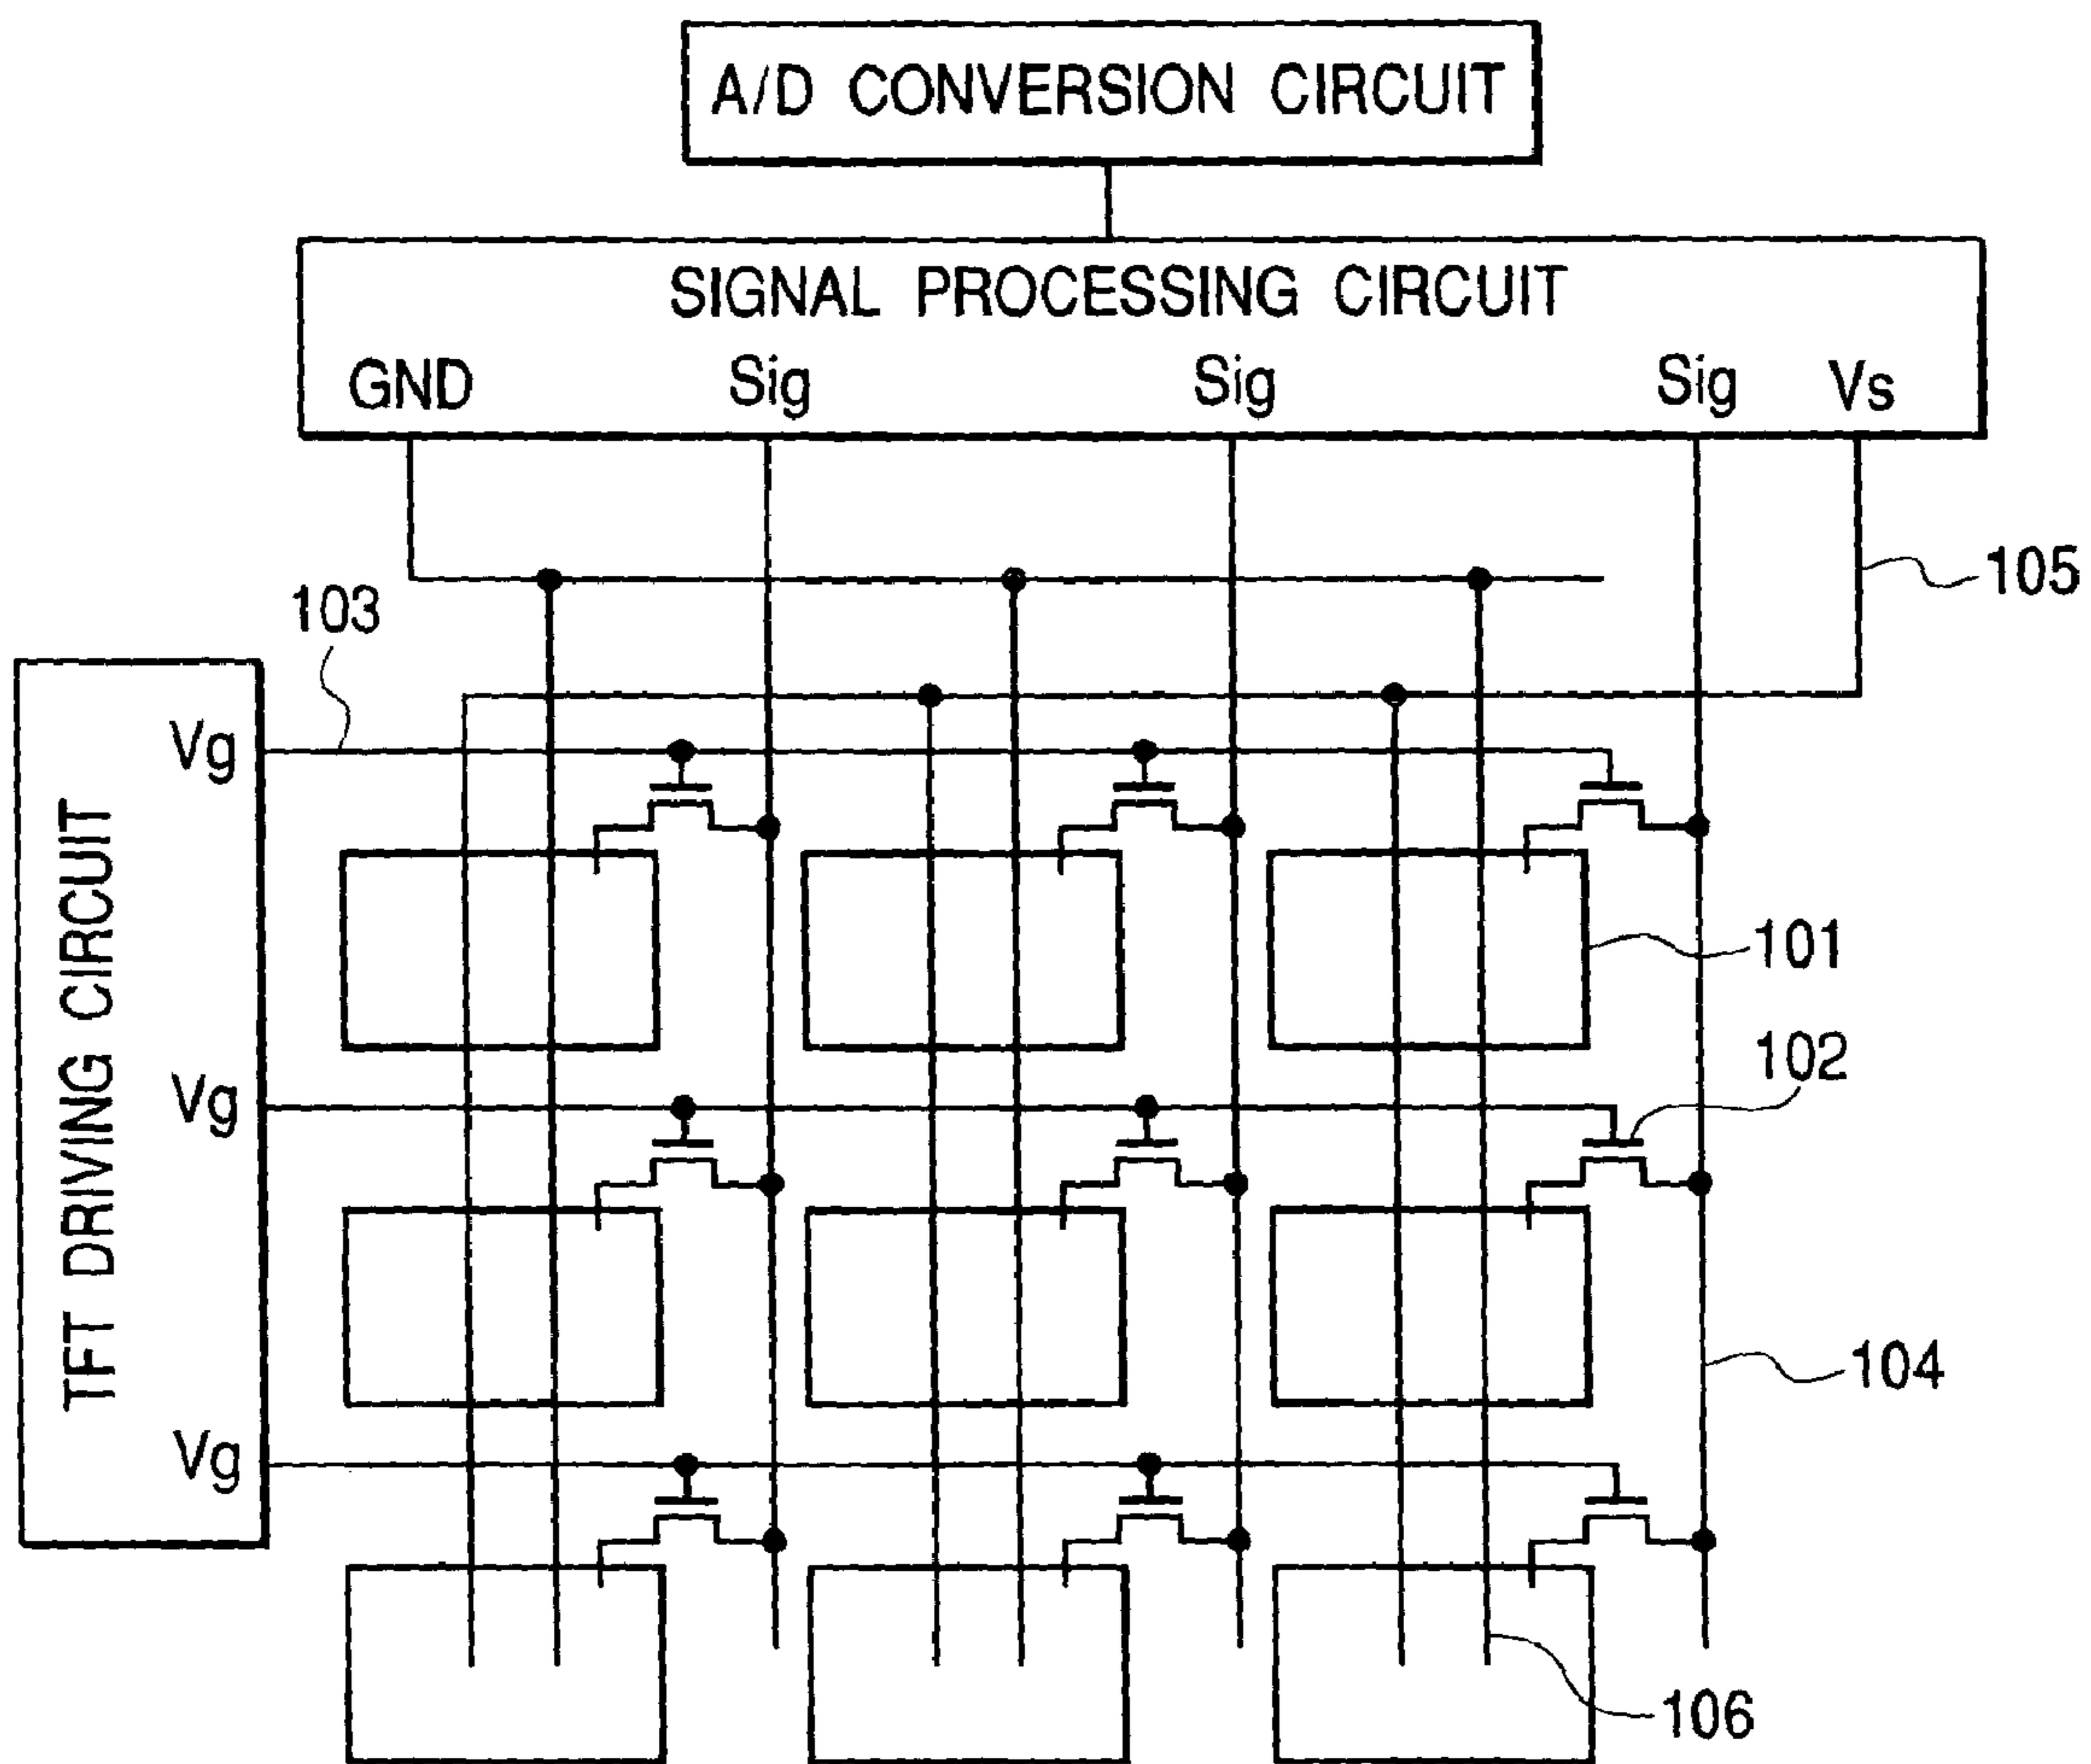 A/D CONVERSION CIRCUIT
SIGNAL PROCESSING CIRCUIT
GND Sig Sig Sig Vs
105
103
Vg
TFT DRIVING CIRCUIT
101
102
Vg
104
Vg
106